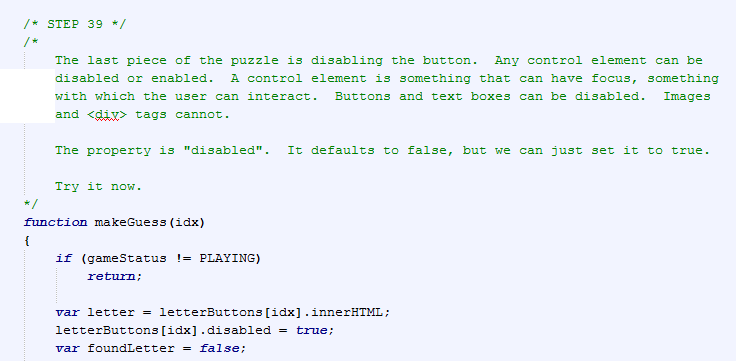 /* STEP 39 */
/*
The last piece of the puzzle is disabling the button.  Any control element can be
disabled or enabled.  A control element is something that can have focus, something
with which the user can interact.  Buttons and text boxes can be disabled.  Images
and <div> tags cannot.
The property is "disabled".  It defaults to false, but we can just set it to true.
Try it now.
*/
function makeGuess(idx)
{
if (gameStatus != PLAYING)
return;
var letter = letterButtons[idx].innerHTML;
letterButtons[idx].disabled = true;
var foundLetter = false;